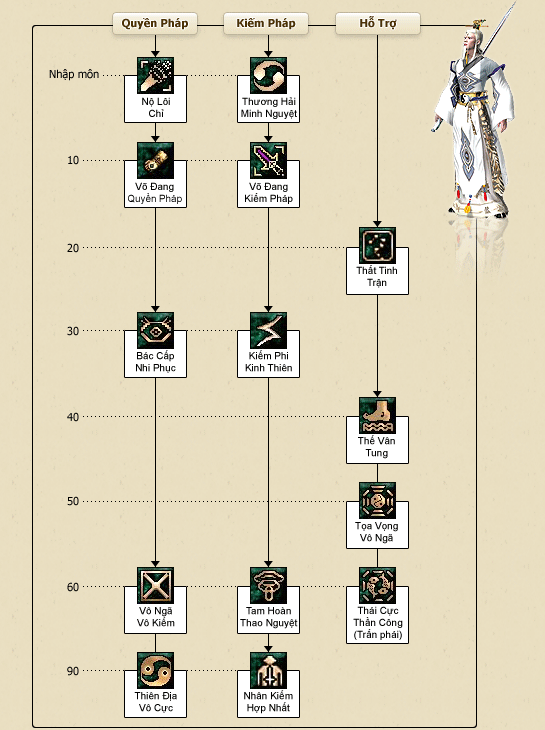 Quyền Pháp
Kiếm Pháp
Hỗ Trợ
Nhập môn
Nộ Lôi
Chỉ
Thương Hải
Minh Nguyệt
10
Võ Đang
Quyền Pháp
Võ Đang
Kiếm Pháp
20
Thất Tinh
Trận
30
Bác Cấp
Nhi Phục
Kiếm Phi
Kinh Thiên
40
Thế Vân
Tung
50
Tọa Vọng
Vô Ngã
60
Vô Ngã
Vô Kiếm
Tam Hoàn
Thao Nguyệt
Thái Cực
Thần Công
(Trấn phái)
90
Thiên Địa
Vô Cực
Nhân Kiếm
Hợp Nhất